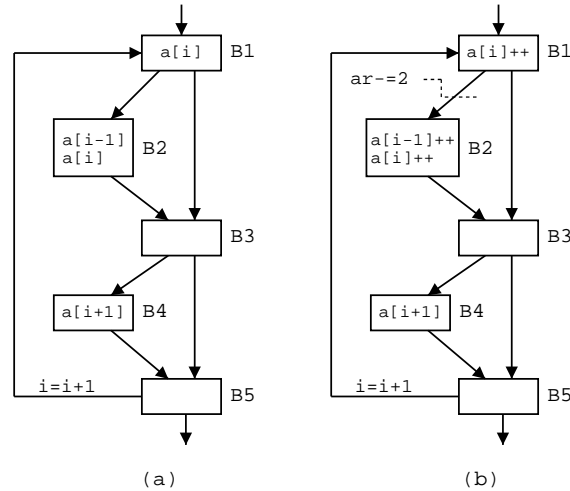 a[i] B1
a[i-1]
a[i] B2
B3
a[i+1] B4
i=i+1 B5
(a)
a[i]++ B1
ar-=2
a[i-1]++
a[i]++ B2
B3
a[i+1] B4
i=i+1 B5
(b)